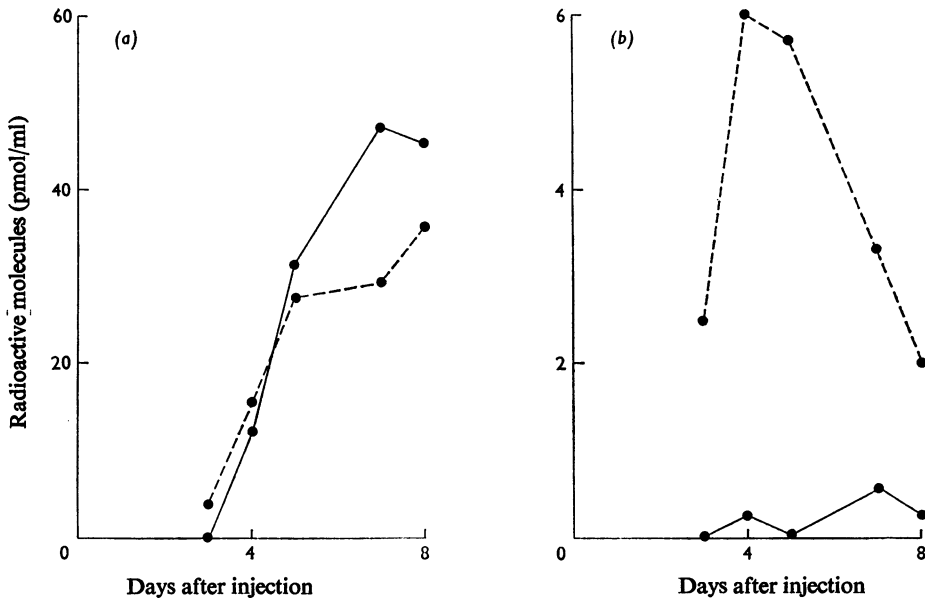 Radioactive molecules (pmol/ml)
(a)
60
40
20
0
4
8
Days after injection
(b)
6
4
2
0
4
8
Days after injection